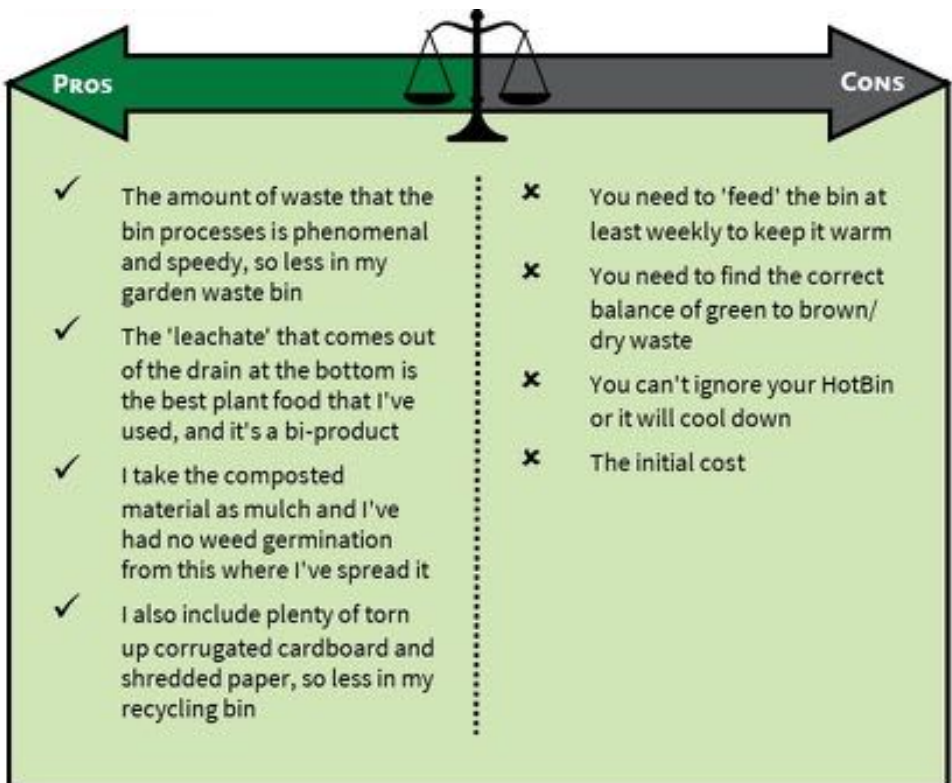 PROS
CONS
✓ The amount of waste that the
bin processes is phenomenal
and speedy, so less in my
garden waste bin
✓ The 'leachate' that comes out
of the drain at the bottom is
the best plant food that I've
used, and it's a bi-product
✓ I take the composted
material as mulch and I've
had no weed germination
from this where I've spread it
✓ I also include plenty of torn
up corrugated cardboard and
shredded paper, so less in my
recycling bin
✘ You need to 'feed' the bin at
least weekly to keep it warm
✘ You need to find the correct
balance of green to brown/
dry waste
✘ You can't ignore your HotBin
or it will cool down
✘ The initial cost